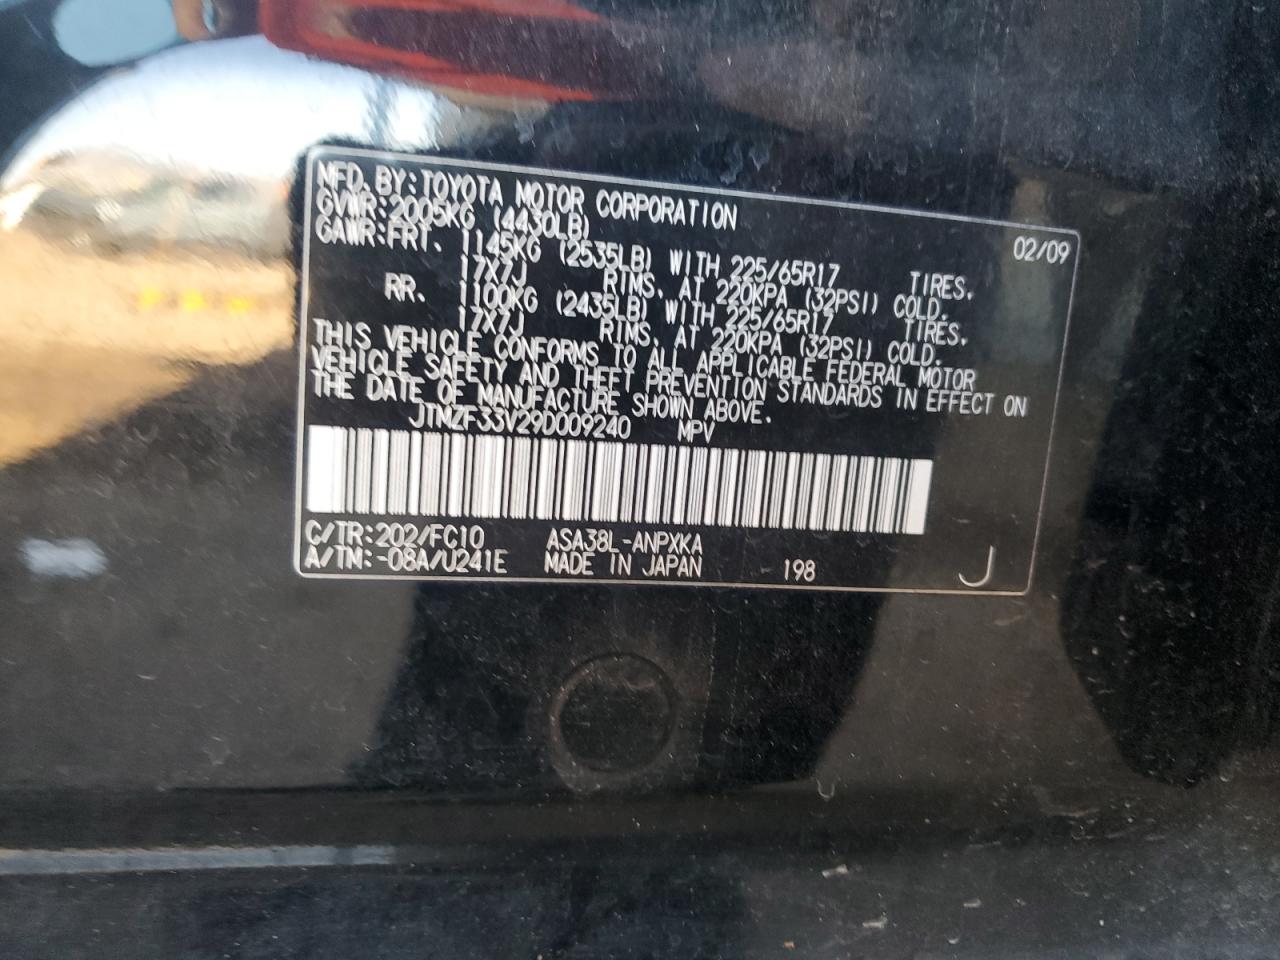 MFD. BY: TOYOTA MOTOR CORPORATION 02/09
GVWR: 2005KG (4430LB)
GAWR: FRT. 1145KG (2535LB) WITH 225/65R17 TIRES.
17X7J RIMS. AT 220KPA (32PSI) COLD.
RR. 1100KG (2435LB) WITH 225/65R17 TIRES.
17X7J RIMS. AT 220KPA (32PSI) COLD.
THIS VEHICLE CONFORMS TO ALL APPLICABLE FEDERAL MOTOR
VEHICLE SAFETY AND THEFT PREVENTION STANDARDS IN EFFECT ON
THE DATE OF MANUFACTURE SHOWN ABOVE.
JTMZF33V29D009240 MPV
C/TR: 202/FC10 ASA38L-ANPXKA
A/TM: -08A/U241E MADE IN JAPAN 198 J